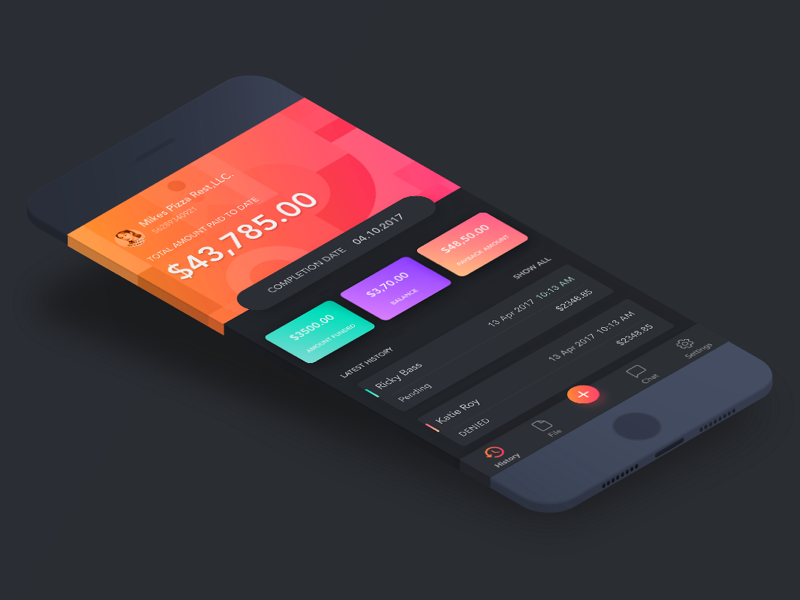 Mikes Pizza Rest,LLC.
TOTAL AMOUNT PAID TO DATE
$43,785.00
COMPLETION DATE 04.10.2017
$3500.00
AMOUNT FUNDED
$3,70.00
BALANCE
$48,50.00
PAYBACK AMOUNT
LATEST HISTORY
SHOW ALL
Ricky Bass
13 Apr 2017 10:13 AM
Pending
$2348.85
Katie Roy
13 Apr 2017 10:13 AM
DENIED
$2348.85
History
File
Chat
Settings